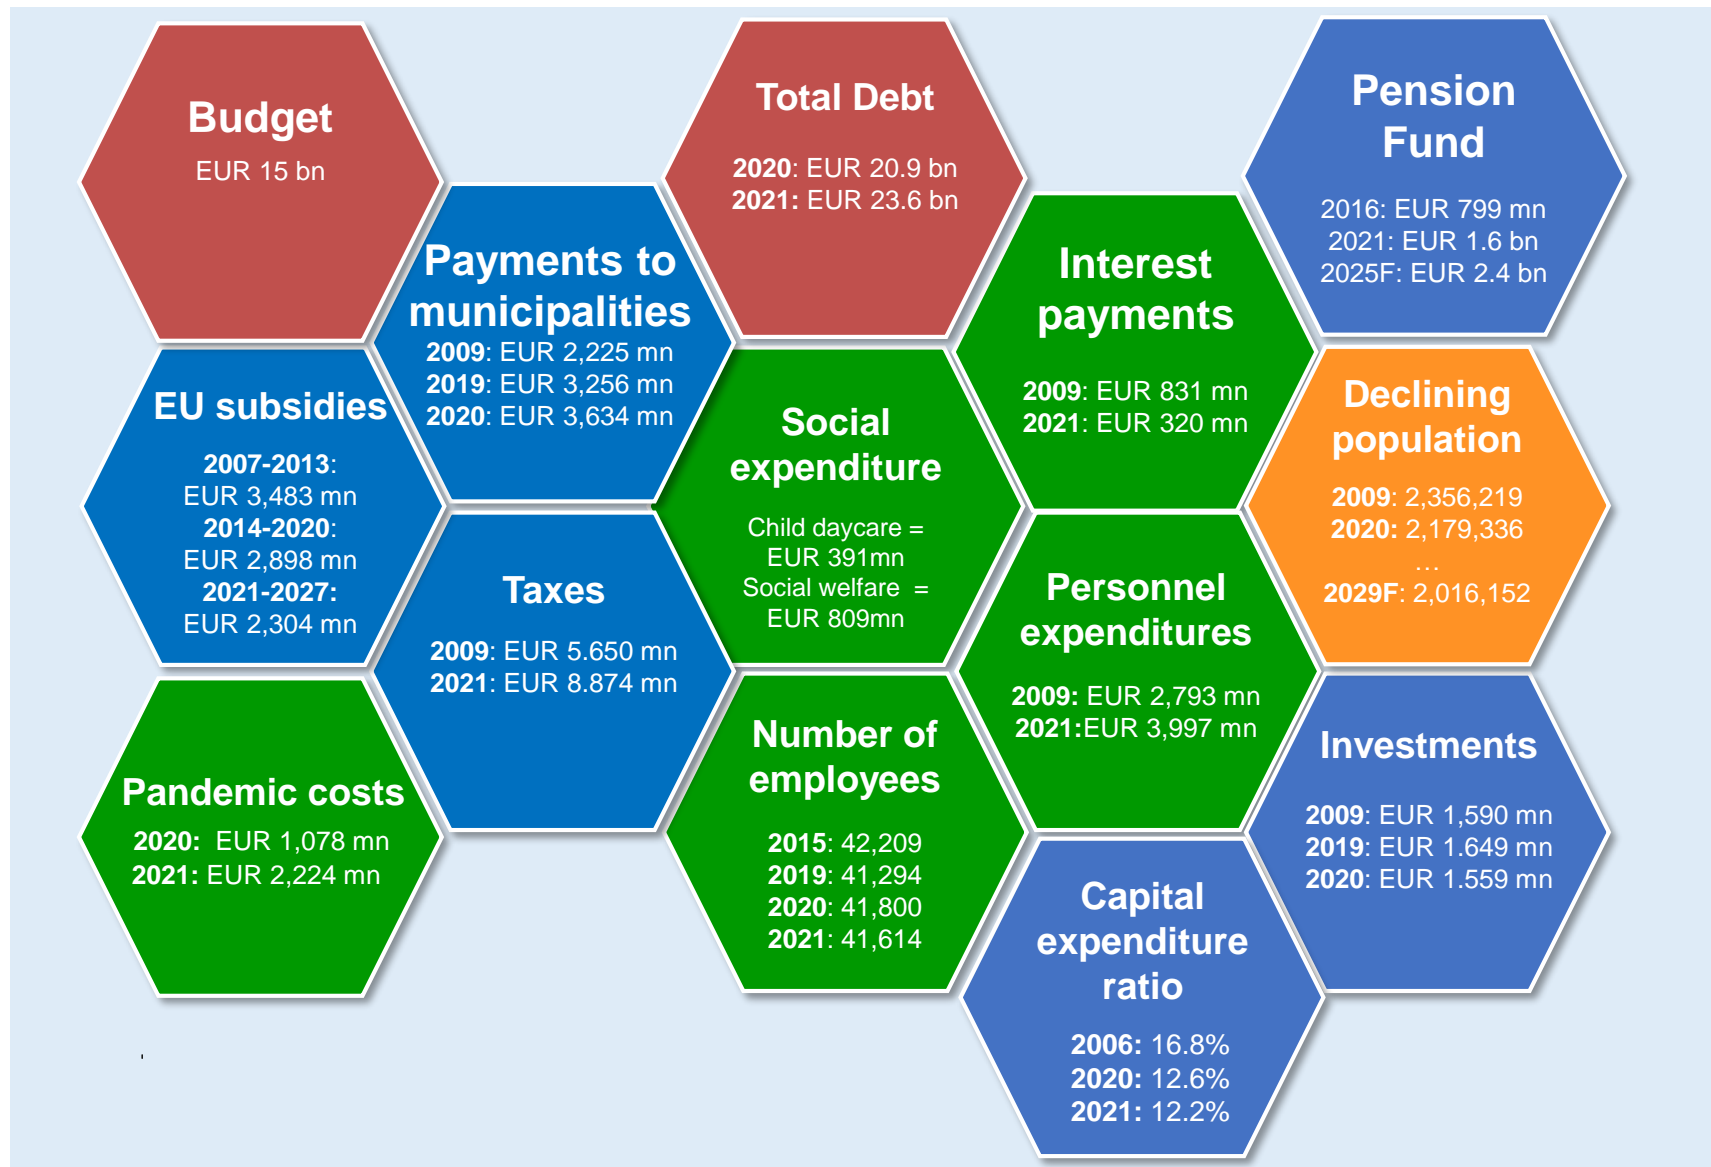 Budget
EUR 15 bn
Total Debt
2020: EUR 20.9 bn
2021: EUR 23.6 bn
Pension
Fund
2016: EUR 799 mn
2021: EUR 1.6 bn
2025F: EUR 2.4 bn
Payments to
municipalities
2009: EUR 2,225 mn
2019: EUR 3,256 mn
2020: EUR 3,634 mn
Interest
payments
2009: EUR 831 mn
2021: EUR 320 mn
EU subsidies
2007-2013:
EUR 3,483 mn
2014-2020:
EUR 2,898 mn
2021-2027:
EUR 2,304 mn
Social
expenditure
Child daycare =
EUR 391mn
Social welfare  =
EUR 809mn
Declining
population
2009: 2,356,219
2020: 2,179,336
…
2029F: 2,016,152
Taxes
2009: EUR 5.650 mn
2021: EUR 8.874 mn
Personnel
expenditures
2009: EUR 2,793 mn
2021:EUR 3,997 mn
Pandemic costs
2020:  EUR 1,078 mn
2021: EUR 2,224 mn
Number of
employees
2015: 42,209
2019: 41,294
2020: 41,800
2021: 41,614
Investments
2009: EUR 1,590 mn
2019: EUR 1.649 mn
2020: EUR 1.559 mn
Capital
expenditure
ratio
2006: 16.8%
2020: 12.6%
2021: 12.2%